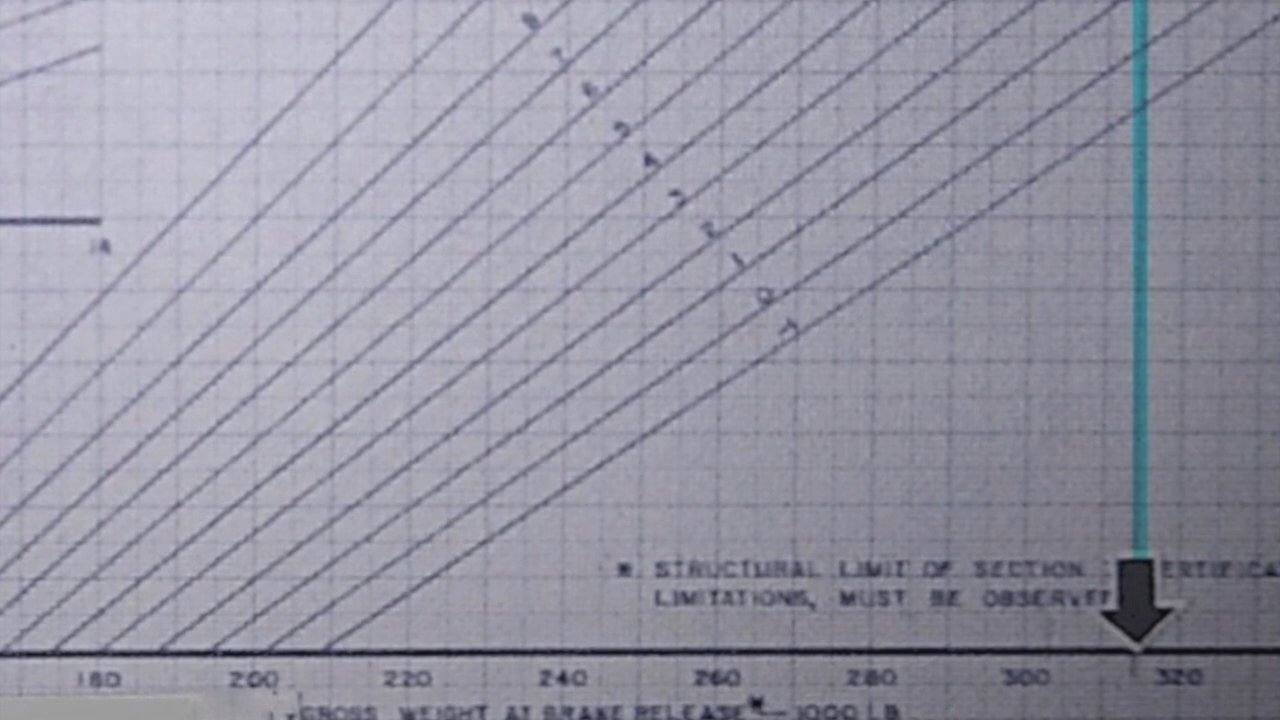 8
7
6
5
4
3
2
1
0
-1
* STRUCTURAL LIMIT OF SECTION
LIMITATIONS, MUST BE
180 200 220 240 260 280 300 320
GROSS WEIGHT AT BRAKE RELEASE* - 1000 LB